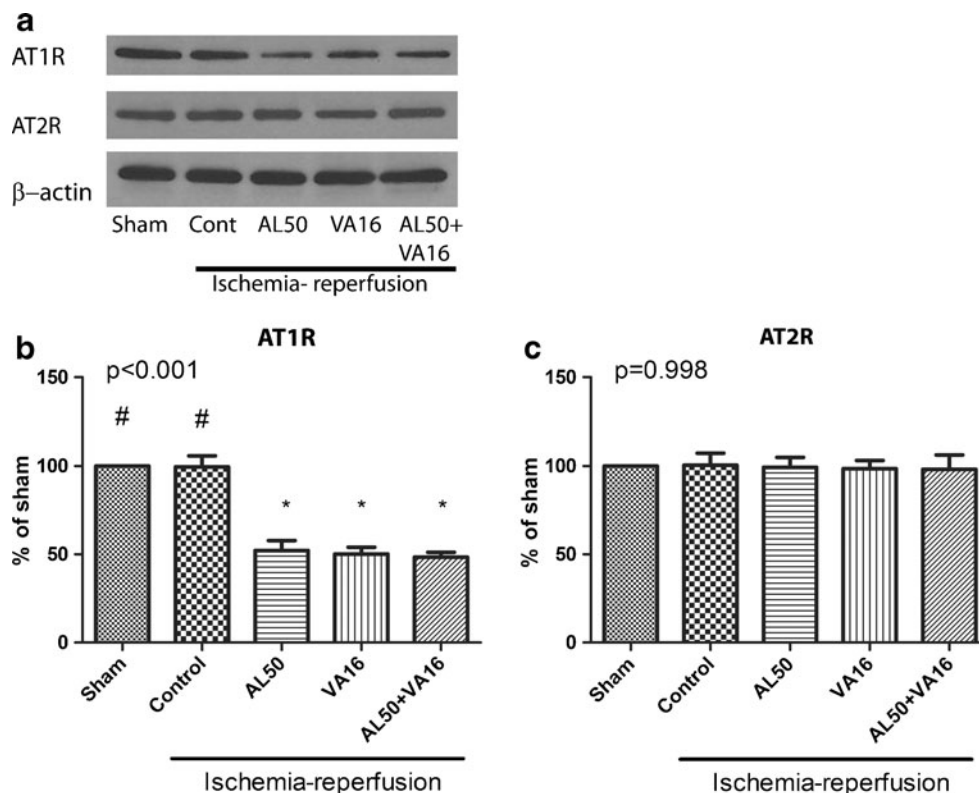 a
AT1R
AT2R
β–actin
Sham Cont AL50 VA16 AL50+
VA16
Ischemia- reperfusion
b
AT1R
p<0.001
% of sham
150
100
50
0
# #
* * *
Sham
Control
AL50
VA16
AL50+VA16
Ischemia-reperfusion
c
AT2R
p=0.998
% of sham
150
100
50
0
Sham
Control
AL50
VA16
AL50+VA16
Ischemia-reperfusion